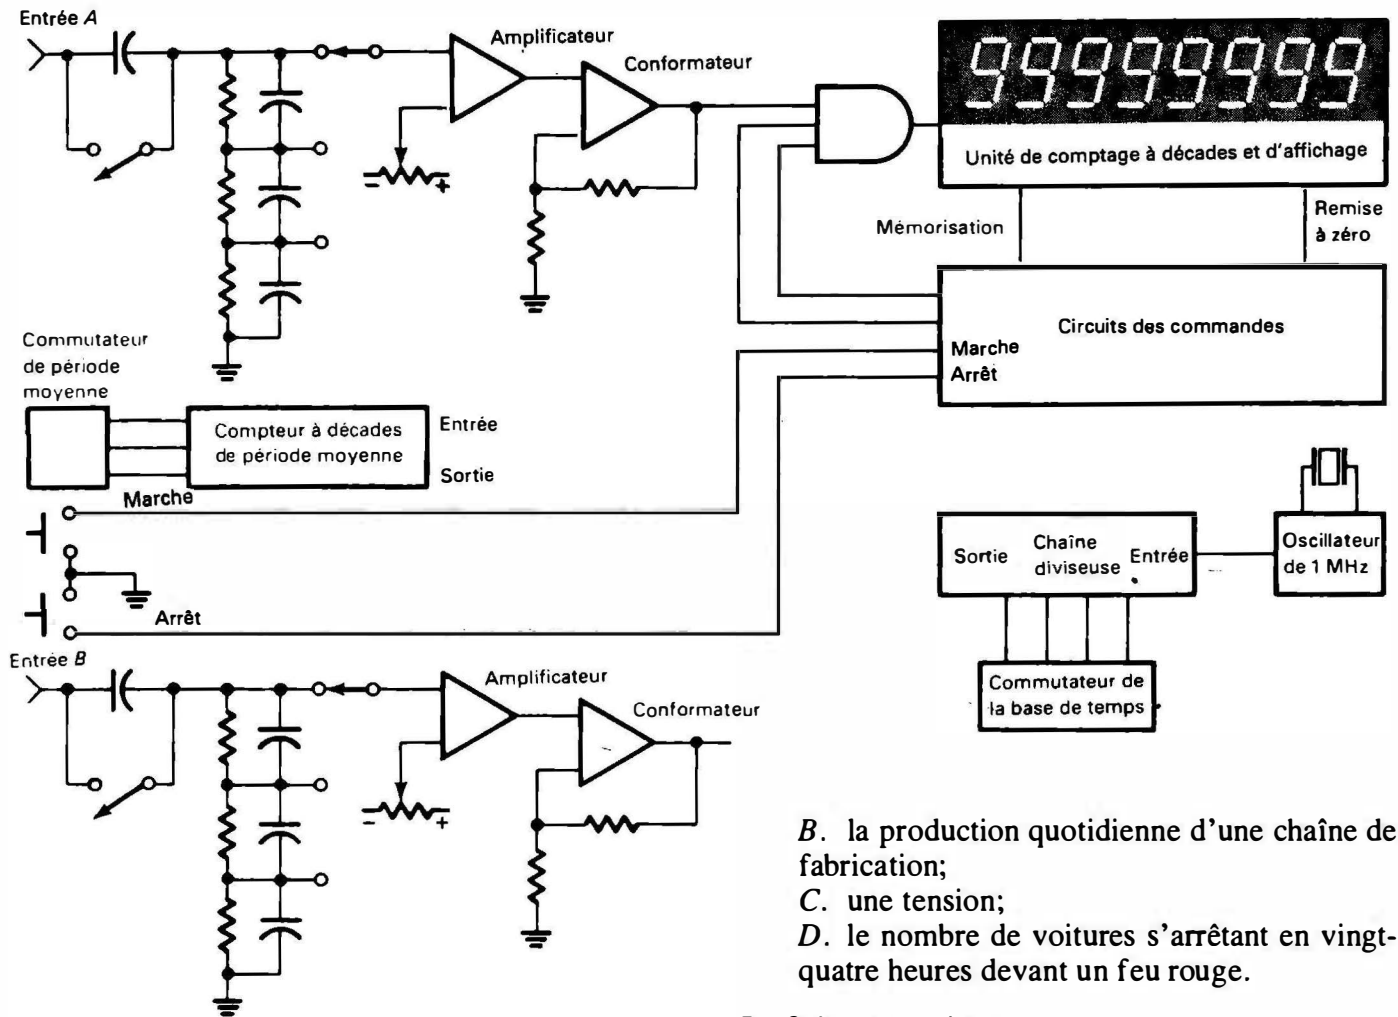 Entrée A
Amplificateur
Conformateur
99999999
Unité de comptage à décades et d'affichage
- +
Mémorisation
Remise
à zéro
Circuits des commandes
Marche
Arrêt
Commutateur
de période
moyenne
Compteur à décades
de période moyenne
Entrée
Sortie
Marche
Arrêt
Sortie
Chaîne
diviseuse
Entrée
Oscillateur
de 1 MHz
Commutateur de
la base de temps
Entrée B
Amplificateur
Conformateur
- +
B. la production quotidienne d'une chaîne de
fabrication;
C. une tension;
D. le nombre de voitures s'arrêtant en vingt-
quatre heures devant un feu rouge.